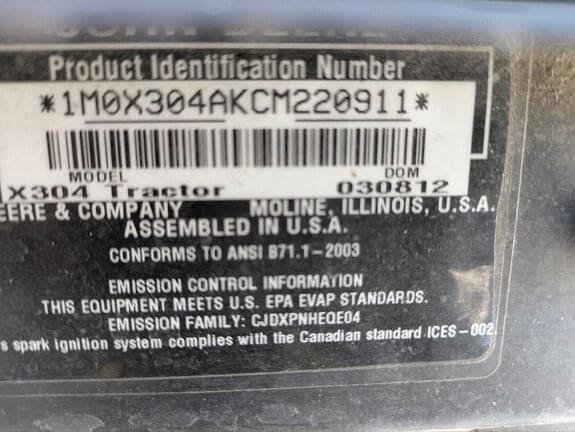 JOHN DEERE
Product Identification Number
*1M0X304AKCM220911*
MODEL DOM
X304 Tractor 030812
EERE & COMPANY MOLINE, ILLINOIS, U.S.A.
ASSEMBLED IN U.S.A.
CONFORMS TO ANSI B71.1-2003
EMISSION CONTROL INFORMATION
THIS EQUIPMENT MEETS U.S. EPA EVAP STANDARDS.
EMISSION FAMILY: CJDXPNHEQE04
s spark ignition system complies with the Canadian standard ICES-002.